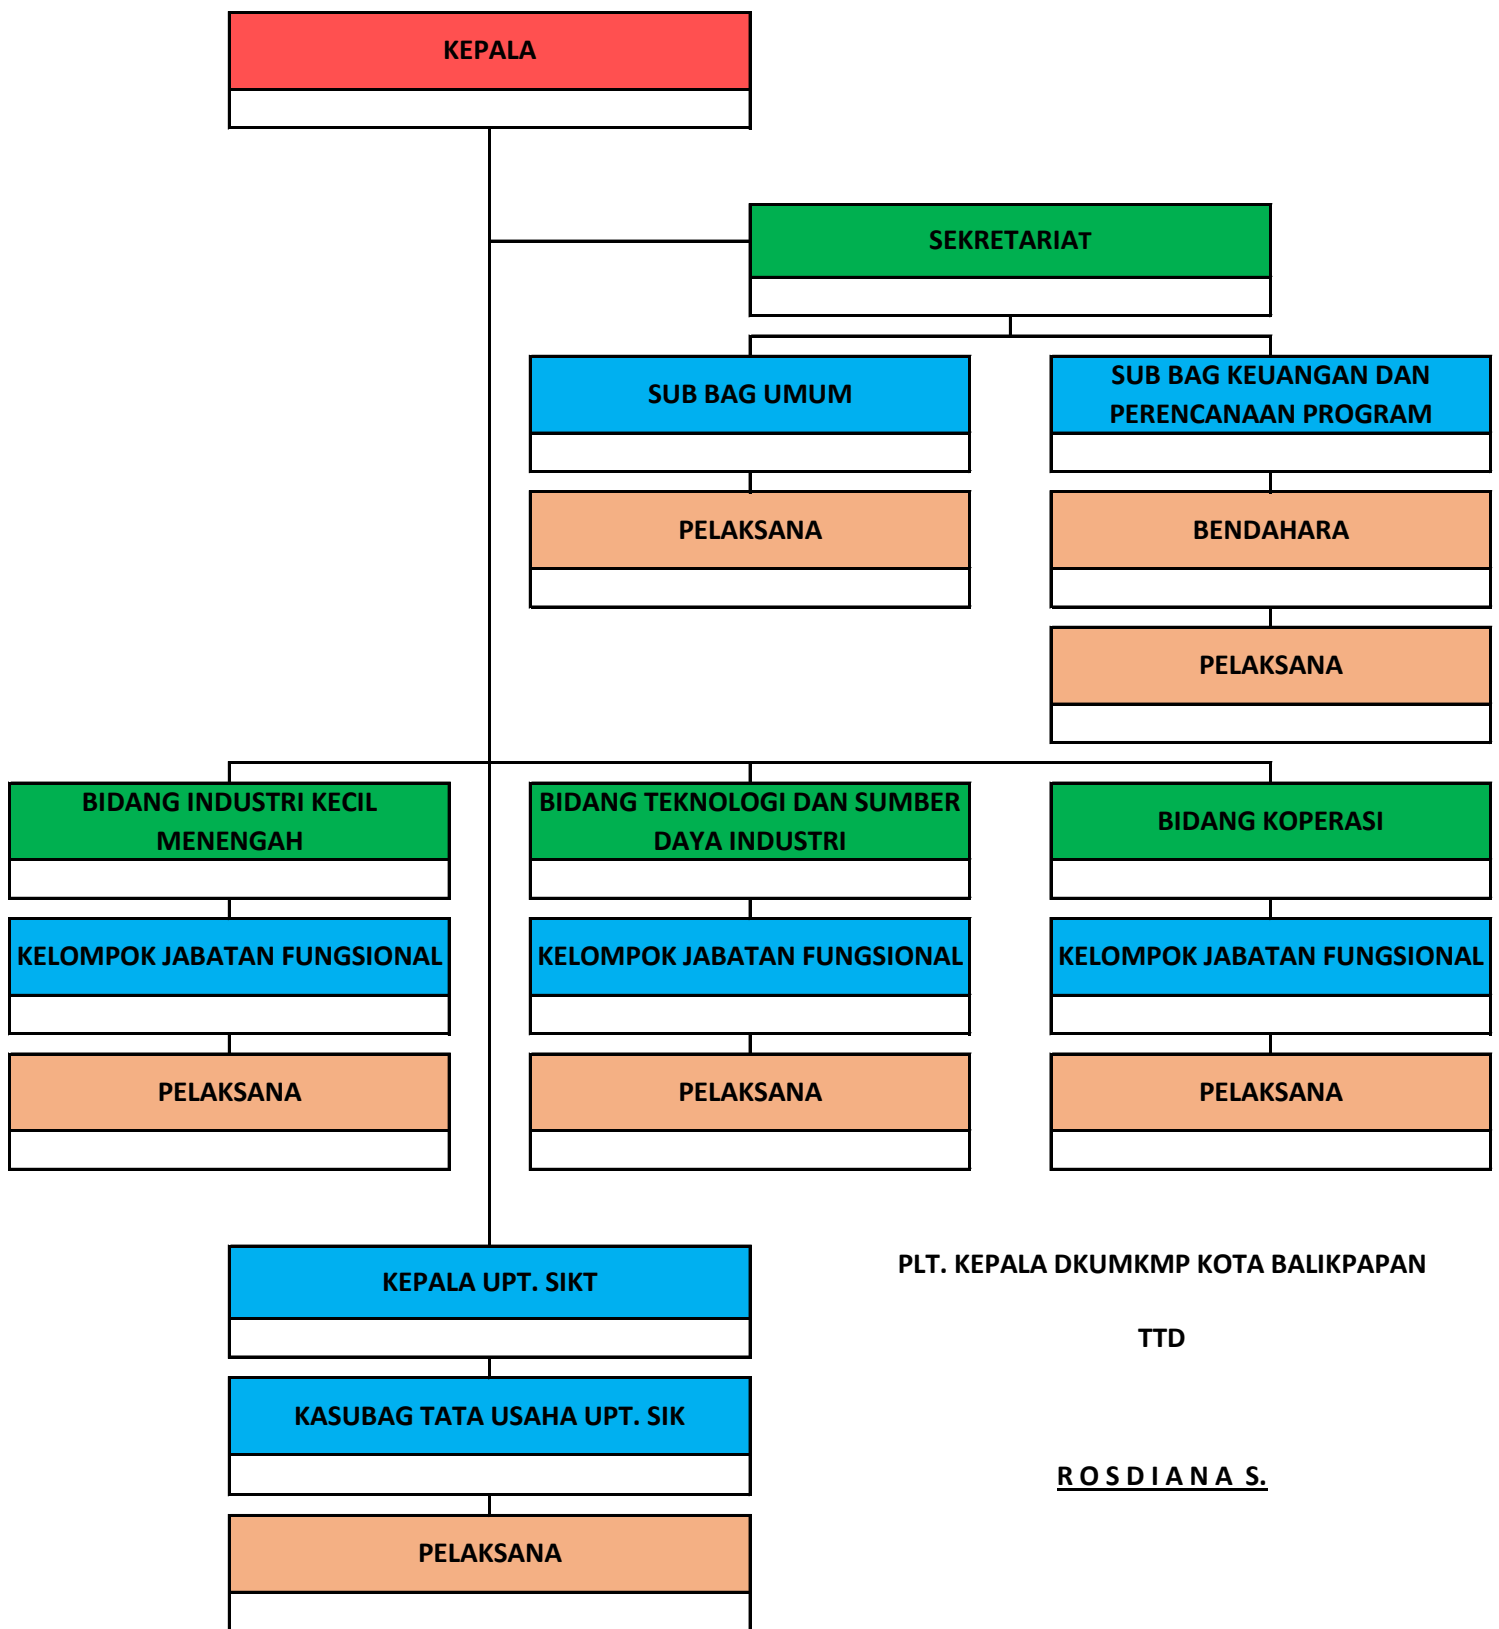 KEPALA
SEKRETARIAT
SUB BAG UMUM
SUB BAG KEUANGAN DAN
PERENCANAAN PROGRAM
PELAKSANA
BENDAHARA
PELAKSANA
BIDANG INDUSTRI KECIL
MENENGAH
BIDANG TEKNOLOGI DAN SUMBER
DAYA INDUSTRI
BIDANG KOPERASI
KELOMPOK JABATAN FUNGSIONAL
KELOMPOK JABATAN FUNGSIONAL
KELOMPOK JABATAN FUNGSIONAL
PELAKSANA
PELAKSANA
PELAKSANA
KEPALA UPT. SIKT
KASUBAG TATA USAHA UPT. SIK
PELAKSANA
PLT. KEPALA DKUMKMP KOTA BALIKPAPAN
TTD
R O S D I A N A  S.